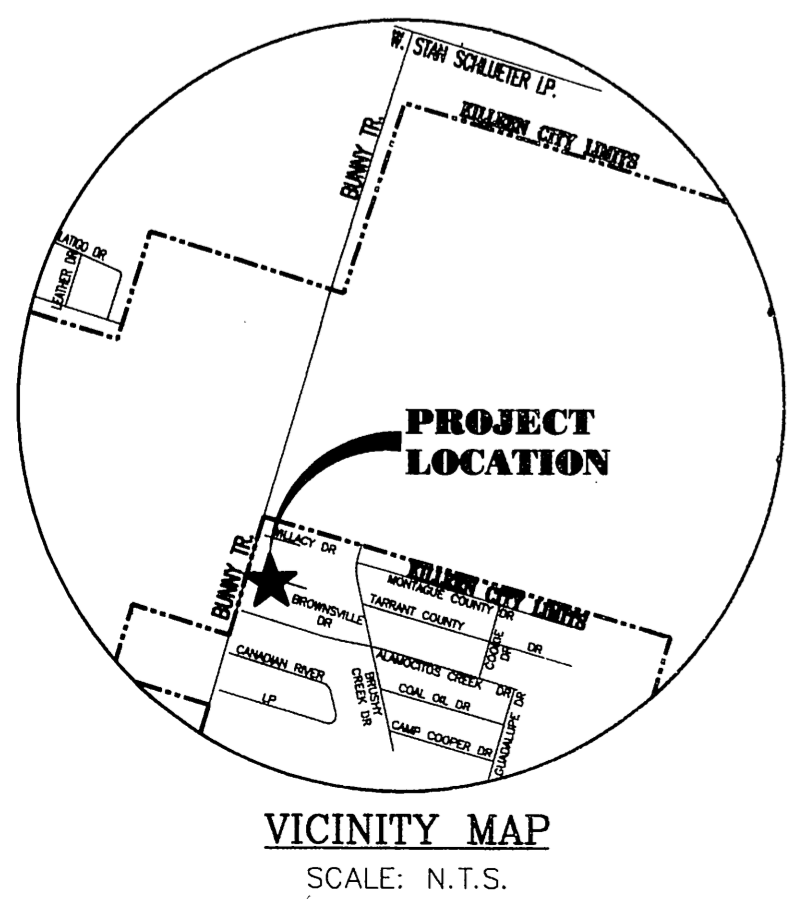 W. STAN SCHLUETER LP.
KILLEEN CITY LIMITS
BUNNY TR.
LATIGO DR
LEATHER DR
PROJECT
LOCATION
VILLACY DR
KILLEEN CITY LIMITS
BUNNY TR.
MONTAGUE COUNTY DR
TARRANT COUNTY DR
COOKE DR
BROWNSVILLE
DR
ALAMOCITOS CREEK DR
CANADIAN RIVER
LP
BRUSHY
CREEK DR
COAL OIL DR
CAMP COOPER DR
GUADALUPE DR
VICINITY MAP
SCALE: N.T.S.